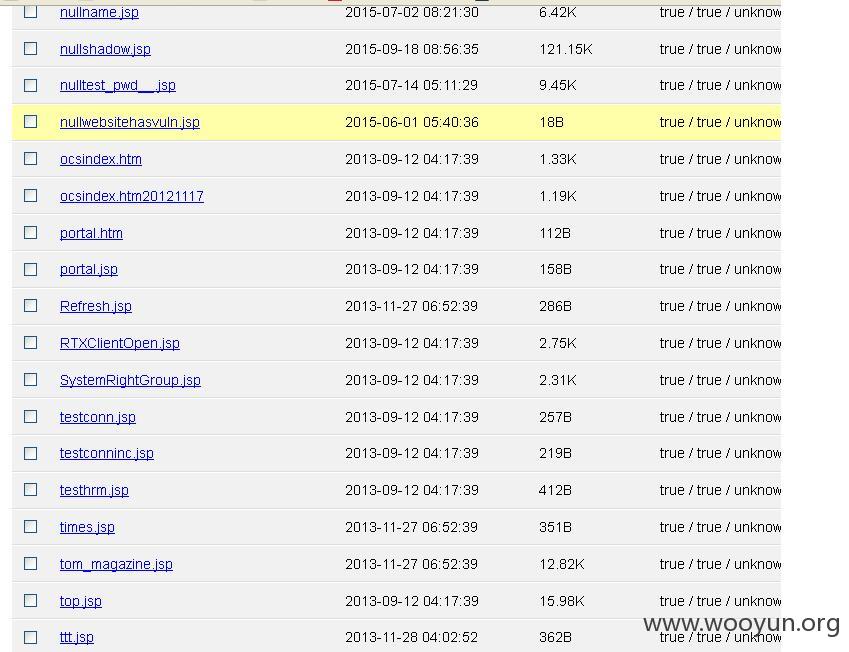 nullname.jsp 2015-07-02 08:21:30 6.42K true / true / unknow
nullshadow.jsp 2015-09-18 08:56:35 121.15K true / true / unknow
nulltest_pwd__.jsp 2015-07-14 05:11:29 9.45K true / true / unknow
nullwebsitehasvuln.jsp 2015-06-01 05:40:36 18B true / true / unknow
ocsindex.htm 2013-09-12 04:17:39 1.33K true / true / unknow
ocsindex.htm20121117 2013-09-12 04:17:39 1.19K true / true / unknow
portal.htm 2013-09-12 04:17:39 112B true / true / unknow
portal.jsp 2013-09-12 04:17:39 158B true / true / unknow
Refresh.jsp 2013-11-27 06:52:39 286B true / true / unknow
RTXClientOpen.jsp 2013-09-12 04:17:39 2.75K true / true / unknow
SystemRightGroup.jsp 2013-09-12 04:17:39 2.31K true / true / unknow
testconn.jsp 2013-09-12 04:17:39 257B true / true / unknow
testconninc.jsp 2013-09-12 04:17:39 219B true / true / unknow
testhrm.jsp 2013-09-12 04:17:39 412B true / true / unknow
times.jsp 2013-11-27 06:52:39 351B true / true / unknow
tom_magazine.jsp 2013-11-27 06:52:39 12.82K true / true / unknow
top.jsp 2013-09-12 04:17:39 15.98K true / true / unknow
www.wooyun.org
ttt.jsp 2013-11-28 04:02:52 362B true / true / unknow